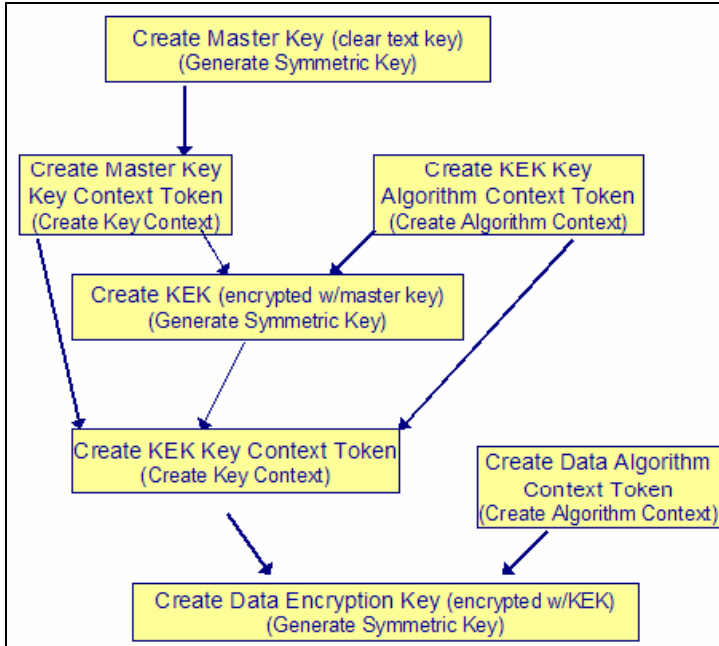 Create Master Key (clear text key)
(Generate Symmetric Key)
Create Master Key
Key Context Token
(Create Key Context)
Create KEK Key
Algorithm Context Token
(Create Algorithm Context)
Create KEK (encrypted w/master key)
(Generate Symmetric Key)
Create KEK Key Context Token
(Create Key Context)
Create Data Algorithm
Context Token
(Create Algorithm Context)
Create Data Encryption Key (encrypted w/KEK)
(Generate Symmetric Key)